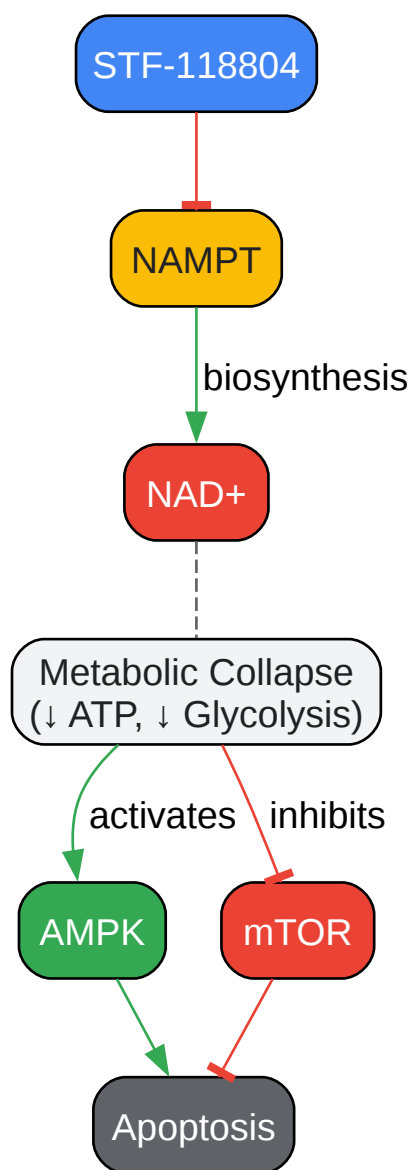 STF-118804
NAMPT
biosynthesis
NAD+
Metabolic Collapse
(↓ ATP, ↓ Glycolysis)
activates
inhibits
AMPK
mTOR
Apoptosis